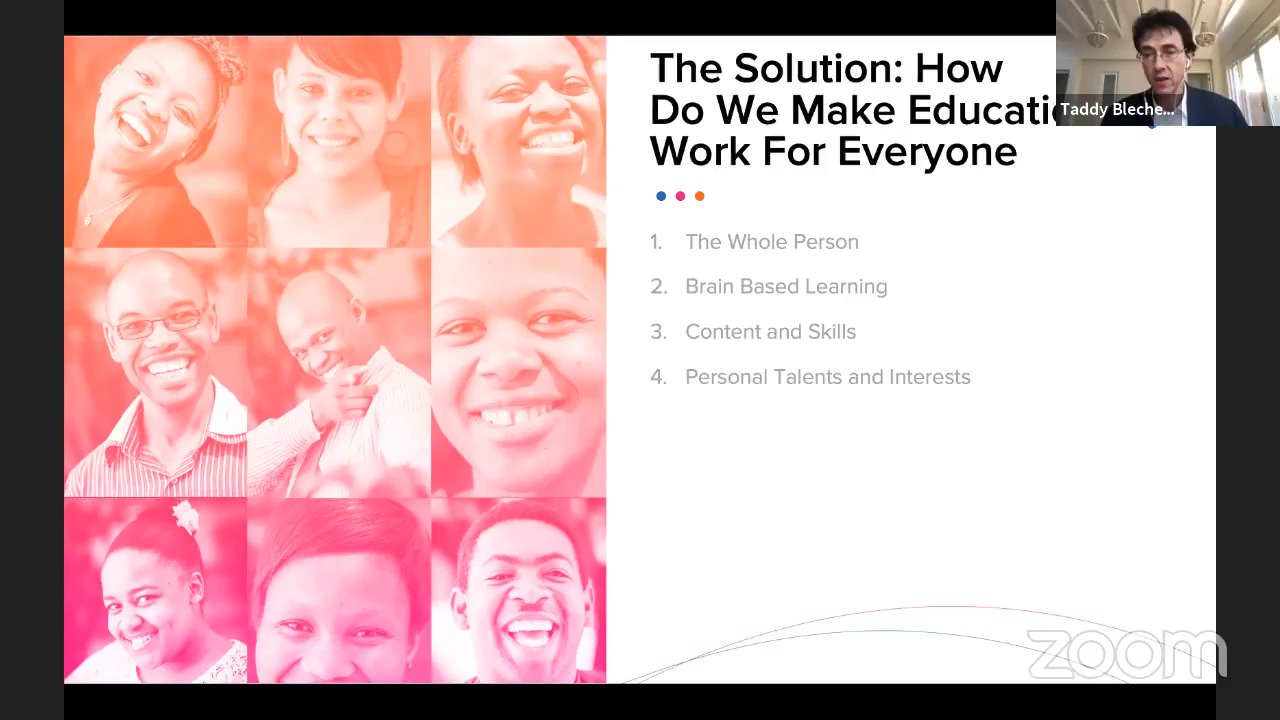 The Solution: How
Do We Make Educati
Work For Everyone
Taddy Bleche...
1. The Whole Person
2. Brain Based Learning
3. Content and Skills
4. Personal Talents and Interests
zoom